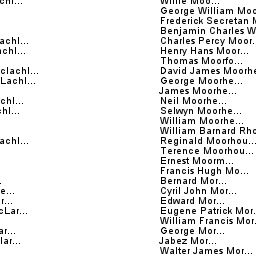 achl...
Willie Moo...
George William Moo
Frederick Secretan M
Benjamin Charles W
lachl...
Charles Percy Moor.
achl...
Henry Hans Moor...
Thomas Moorfo...
clachl...
David James Moorhe
Lachl...
George Moorhe...
James Moorhe...
chl...
Neil Moorhe...
hl...
Selwyn Moorhe...
William Moorhe...
William Barnard Rho
achl...
Reginald Moorhou...
Terence Moorhou...
Ernest Moorm...
Francis Hugh Mo...
.
Bernard Mor...
e...
Cyril John Mor...
r...
Edward Mor...
cLar...
Eugene Patrick Mor.
William Francis Mor.
ar...
George Mor...
lar...
Jabez Mor...
Walter James Mor...